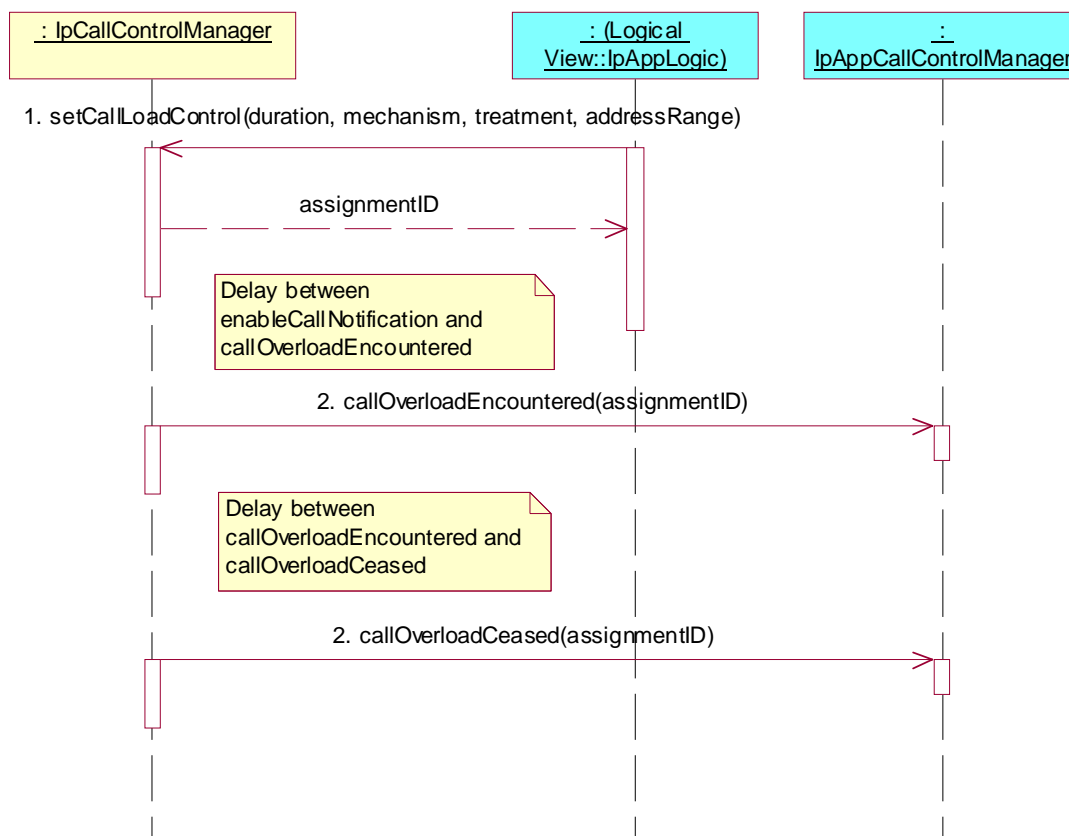 : IpCallControlManager
: (Logical
View::IpAppLogic)
:
IpAppCallControlManager
1. setCallLoadControl(duration, mechanism, treatment, addressRange)
assignmentID
Delay between
enableCallNotification and
callOverloadEncountered
2. callOverloadEncountered(assignmentID)
Delay between
callOverloadEncountered and
callOverloadCeased
2. callOverloadCeased(assignmentID)